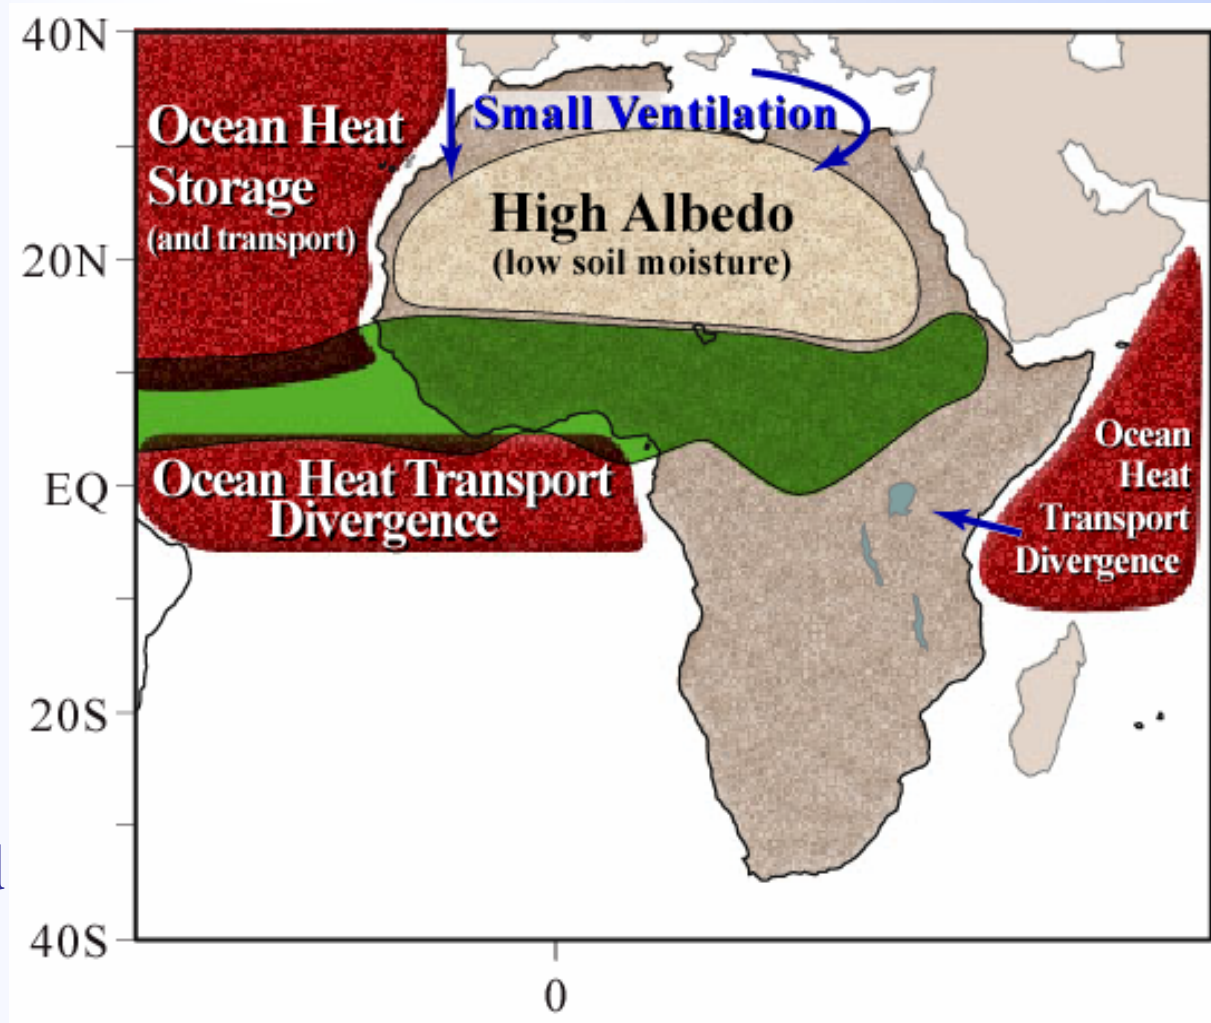 40N
20N
EQ
20S
40S
0
Ocean Heat
Storage
(and transport)
Small Ventilation
High Albedo
(low soil moisture)
Ocean Heat Transport
Divergence
Ocean
Heat
Transport
Divergence